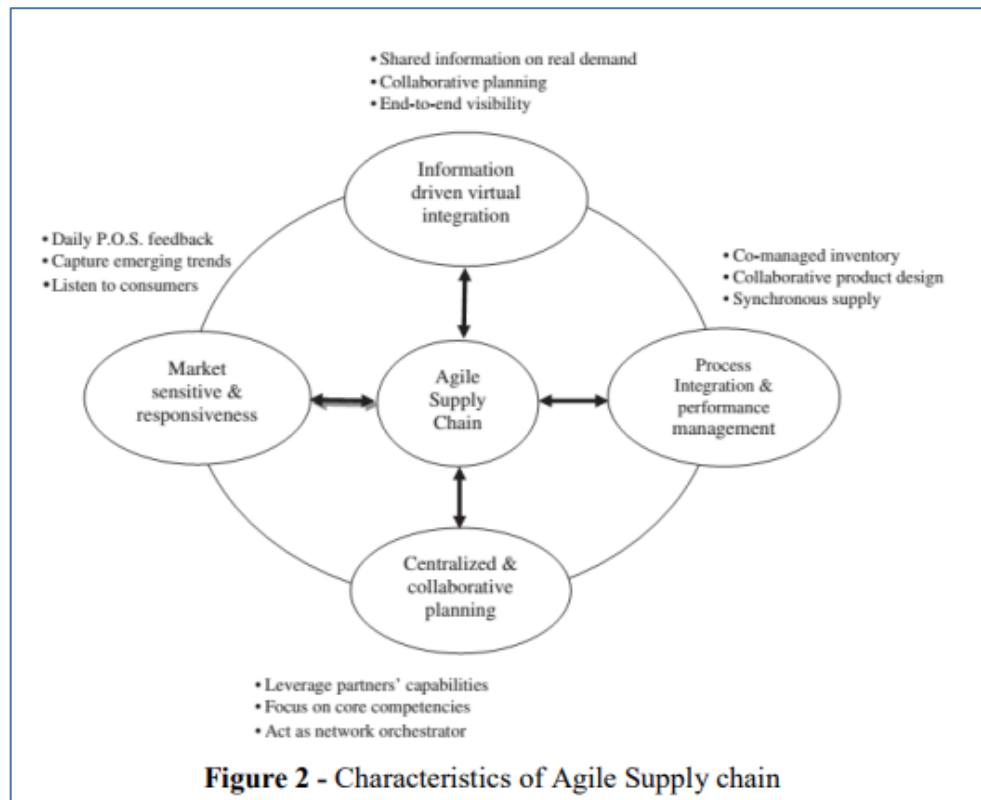 • Shared information on real demand
• Collaborative planning
• End-to-end visibility
Information
driven virtual
integration
• Daily P.O.S. feedback
• Capture emerging trends
• Listen to consumers
• Co-managed inventory
• Collaborative product design
• Synchronous supply
Market
sensitive &
responsiveness
Agile
Supply
Chain
Process
Integration &
performance
management
Centralized &
collaborative
planning
• Leverage partners' capabilities
• Focus on core competencies
• Act as network orchestrator
Figure 2 - Characteristics of Agile Supply chain